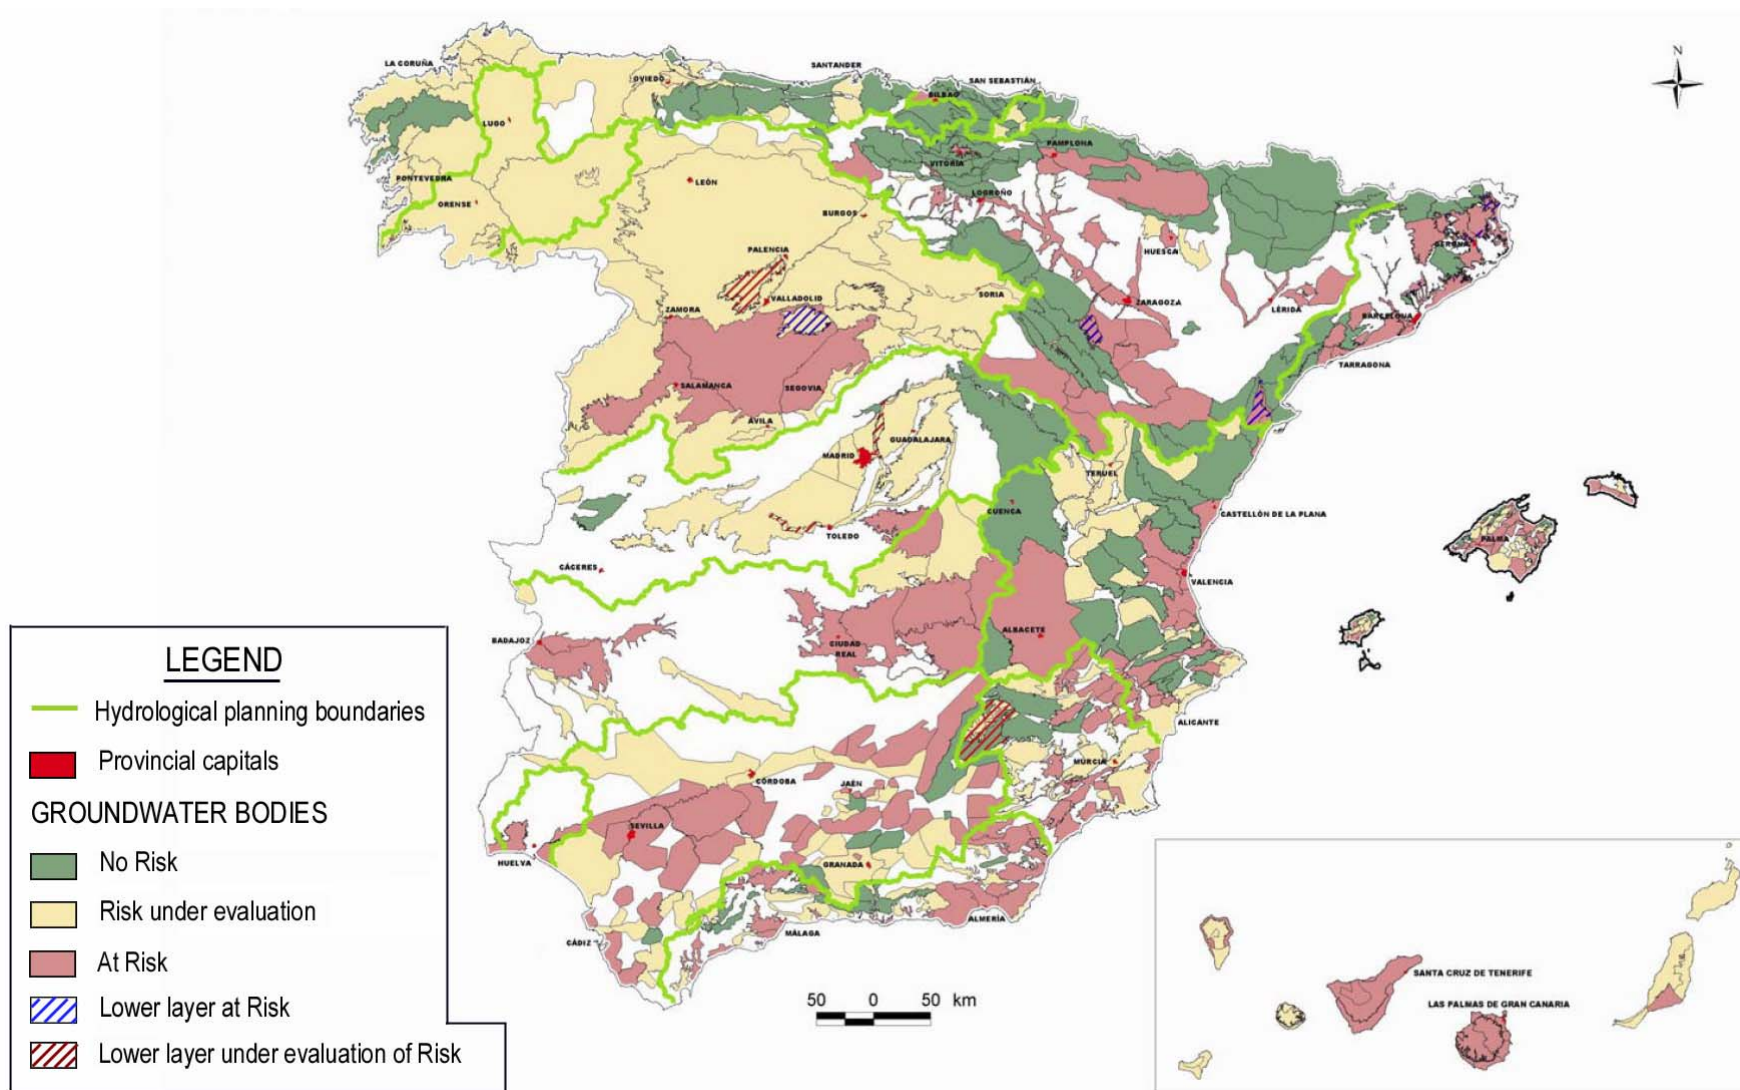 N
LA CORUÑA
SANTANDER
SAN SEBASTIÁN
OVIEDO
BILBAO
LUGO
VITORIA
PAMPLONA
PONTEVEDRA
LEÓN
LOGROÑO
ORENSE
BURGOS
PALENCIA
HUESCA
GERONA
VALLADOLID
SORIA
ZARAGOZA
LÉRIDA
ZAMORA
BARCELONA
TARRAGONA
SALAMANCA
SEGOVIA
ÁVILA
GUADALAJARA
MADRID
TERUEL
CUENCA
CASTELLÓN DE LA PLANA
TOLEDO
PALMA
CÁCERES
VALENCIA
BADAJOZ
CIUDAD
REAL
ALBACETE
ALICANTE
MURCIA
CÓRDOBA
JAÉN
SEVILLA
HUELVA
GRANADA
ALMERÍA
MÁLAGA
CÁDIZ
SANTA CRUZ DE TENERIFE
LAS PALMAS DE GRAN CANARIA
50 0 50 km
LEGEND
Hydrological planning boundaries
Provincial capitals
GROUNDWATER BODIES
No Risk
Risk under evaluation
At Risk
Lower layer at Risk
Lower layer under evaluation of Risk